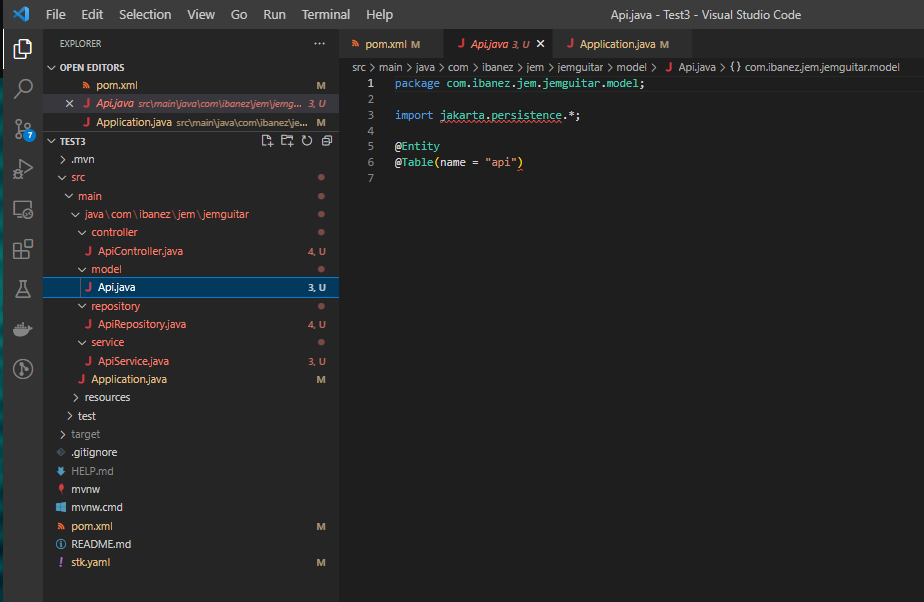 File Edit Selection View Go Run Terminal Help Api.java - Test3 - Visual Studio Code
EXPLORER ···
pom.xml M Api.java 3, U Application.java M
OPEN EDITORS
pom.xml M
Api.java src\main\java\com\ibanez\jem\jemg... 3, U
Application.java src\main\java\com\ibanez\je... M
TEST3
.mvn
src
main
java\com\ibanez\jem\jemguitar
controller
ApiController.java 4, U
model
Api.java 3, U
repository
ApiRepository.java 4, U
service
ApiService.java 3, U
Application.java M
resources
test
target
.gitignore
HELP.md
mvnw
mvnw.cmd
pom.xml M
README.md
stk.yaml M
7
src > main > java > com > ibanez > jem > jemguitar > model > Api.java > {} com.ibanez.jem.jemguitar.model
1 package com.ibanez.jem.jemguitar.model;
2
3 import jakarta.persistence.*;
4
5 @Entity
6 @Table(name = "api")
7